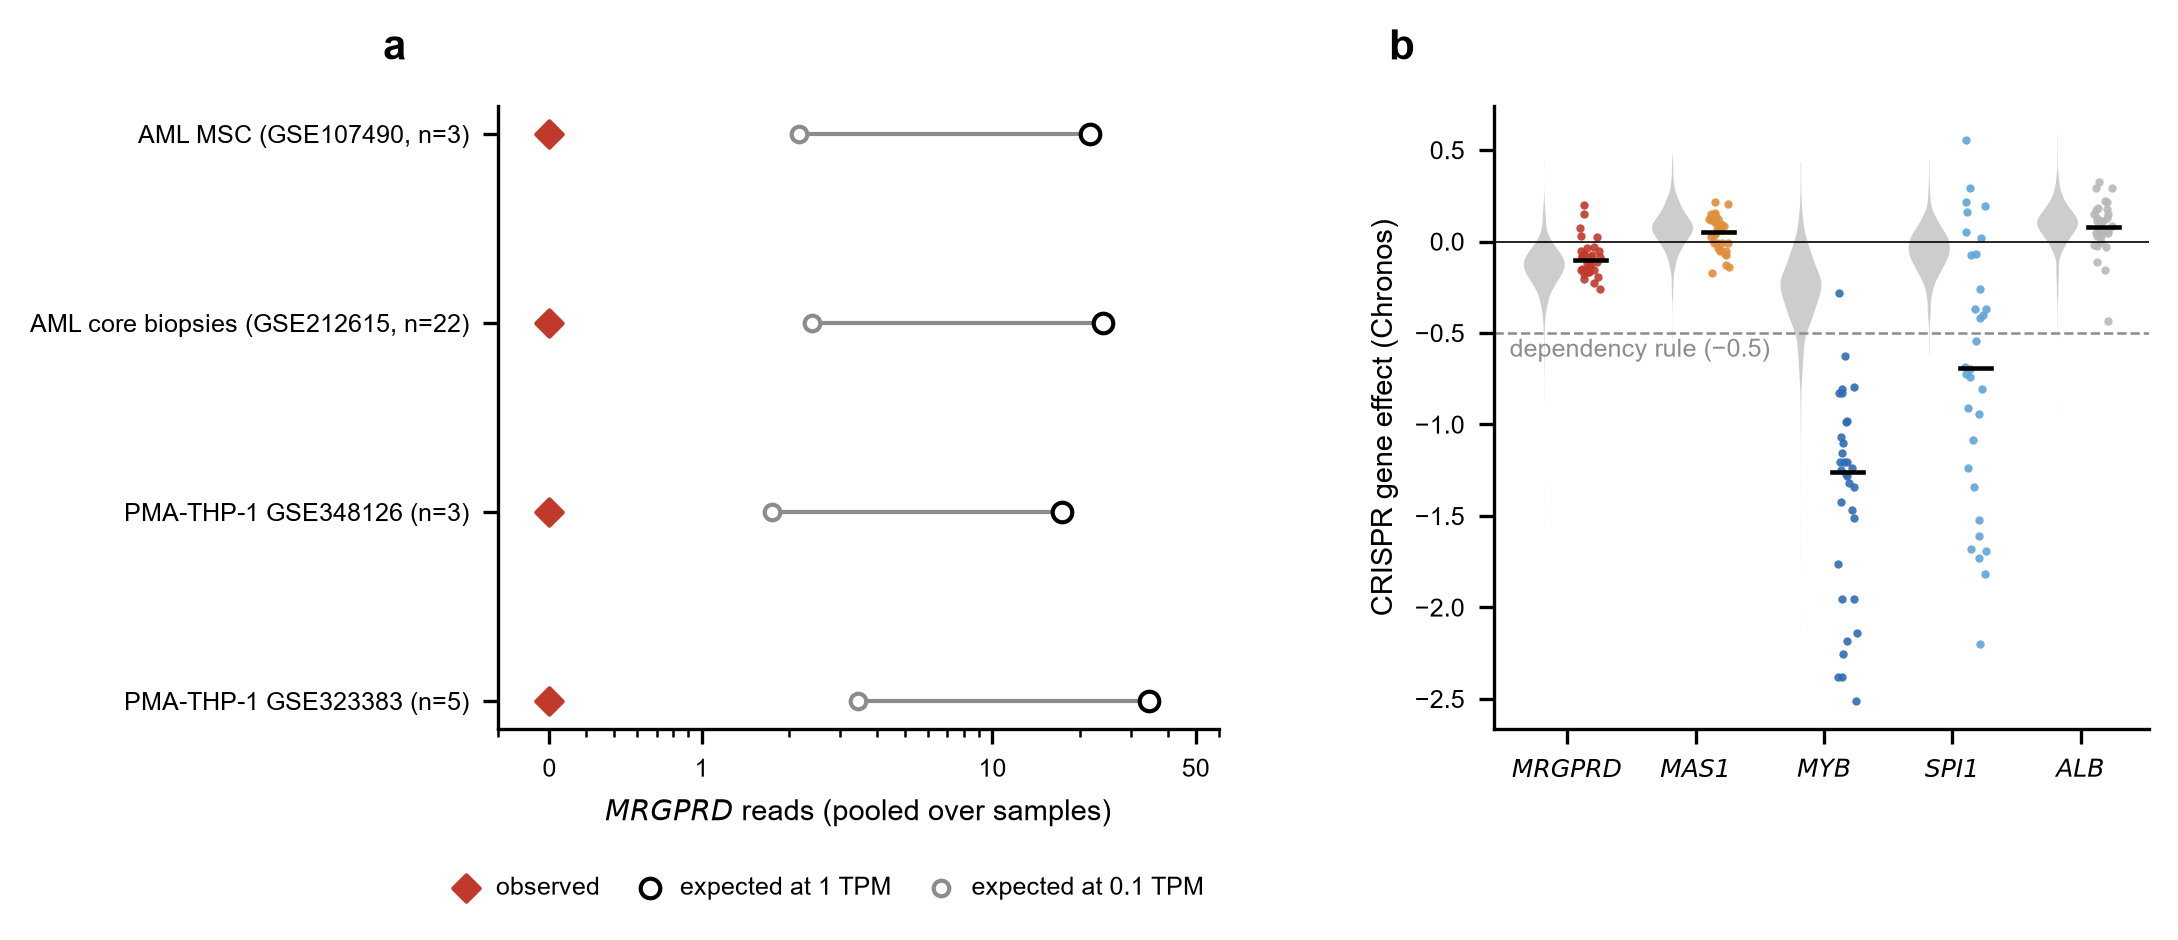 a
AML MSC (GSE107490, n=3)
AML core biopsies (GSE212615, n=22)
PMA-THP-1 GSE348126 (n=3)
PMA-THP-1 GSE323383 (n=5)
0 1 10 50
MRGPRD reads (pooled over samples)
observed expected at 1 TPM expected at 0.1 TPM
b
CRISPR gene effect (Chronos)
0.5
0.0
−0.5
−1.0
−1.5
−2.0
−2.5
dependency rule (−0.5)
MRGPRD MAS1 MYB SPI1 ALB